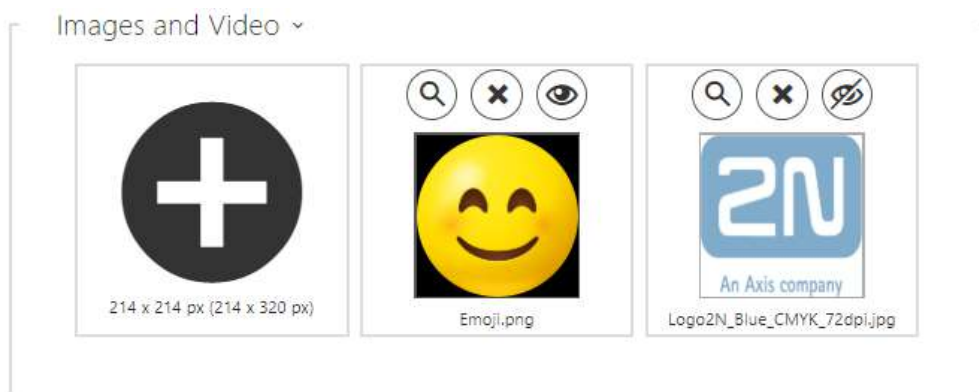 Images and Video
214 x 214 px (214 x 320 px)
Emoji.png
2N
An Axis company
Logo2N_Blue_CMYK_72dpi.jpg